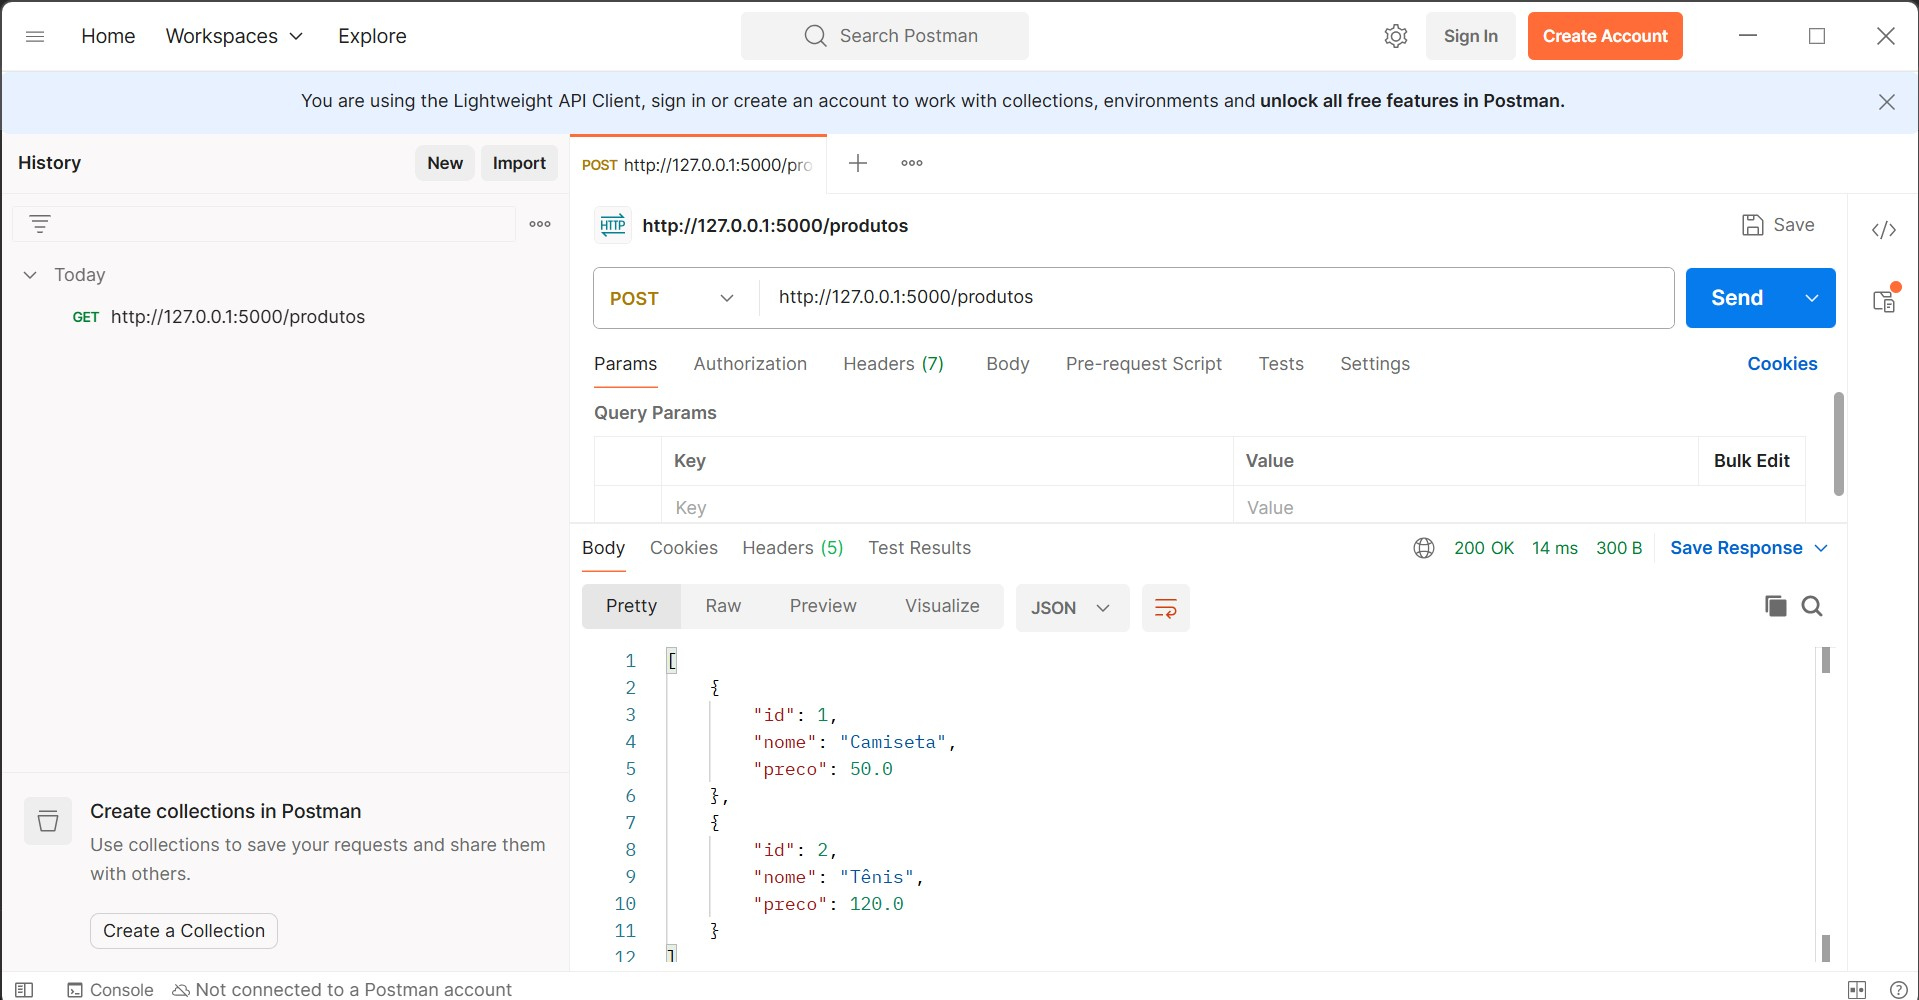 Home Workspaces Explore Search Postman Sign In Create Account
You are using the Lightweight API Client, sign in or create an account to work with collections, environments and unlock all free features in Postman.
History New Import
Today
GET http://127.0.0.1:5000/produtos
Create collections in Postman
Use collections to save your requests and share them
with others.
Create a Collection
POST http://127.0.0.1:5000/pro
HTTP http://127.0.0.1:5000/produtos Save
POST http://127.0.0.1:5000/produtos Send
Params Authorization Headers (7) Body Pre-request Script Tests Settings Cookies
Query Params
Key Value Bulk Edit
Key Value
Body Cookies Headers (5) Test Results 200 OK 14 ms 300 B Save Response
Pretty Raw Preview Visualize JSON
1 [
2 {
3 "id": 1,
4 "nome": "Camiseta",
5 "preco": 50.0
6 },
7 {
8 "id": 2,
9 "nome": "Tênis",
10 "preco": 120.0
11 }
12 ]
Console Not connected to a Postman account